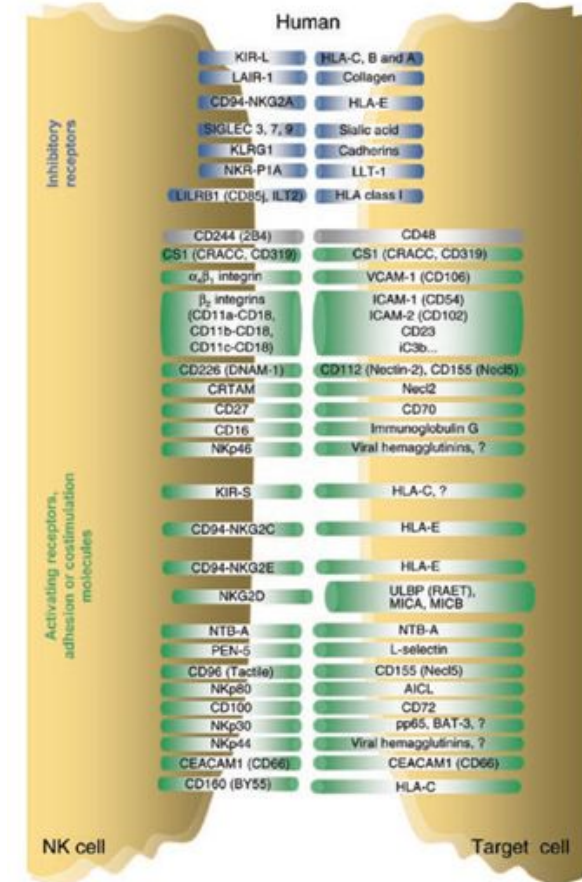 Human
Inhibitory
receptors
KIR-L HLA-C, B and A
LAIR-1 Collagen
CD94-NKG2A HLA-E
SIGLEC 3, 7, 9 Sialic acid
KLRG1 Cadherins
NKR-P1A LLT-1
LILRB1 (CD85j, ILT2) HLA class I
CD244 (2B4) CD48
CS1 (CRACC, CD319) CS1 (CRACC, CD319)
α4β1 integrin VCAM-1 (CD106)
β2 integrins
(CD11a-CD18,
CD11b-CD18,
CD11c-CD18)
ICAM-1 (CD54)
ICAM-2 (CD102)
CD23
iC3b...
CD226 (DNAM-1) CD112 (Nectin-2), CD155 (Necl5)
CRTAM Necl2
CD27 CD70
CD16 Immunoglobulin G
NKp46 Viral hemagglutinins, ?
Activating receptors,
adhesion or costimulation
molecules
KIR-S HLA-C, ?
CD94-NKG2C HLA-E
CD94-NKG2E HLA-E
NKG2D
ULBP (RAET),
MICA, MICB
NTB-A NTB-A
PEN-5 L-selectin
CD96 (Tactile) CD155 (Necl5)
NKp80 AICL
CD100 CD72
NKp30 pp65, BAT-3, ?
NKp44 Viral hemagglutinins, ?
CEACAM1 (CD66) CEACAM1 (CD66)
CD160 (BY55) HLA-C
NK cell Target cell